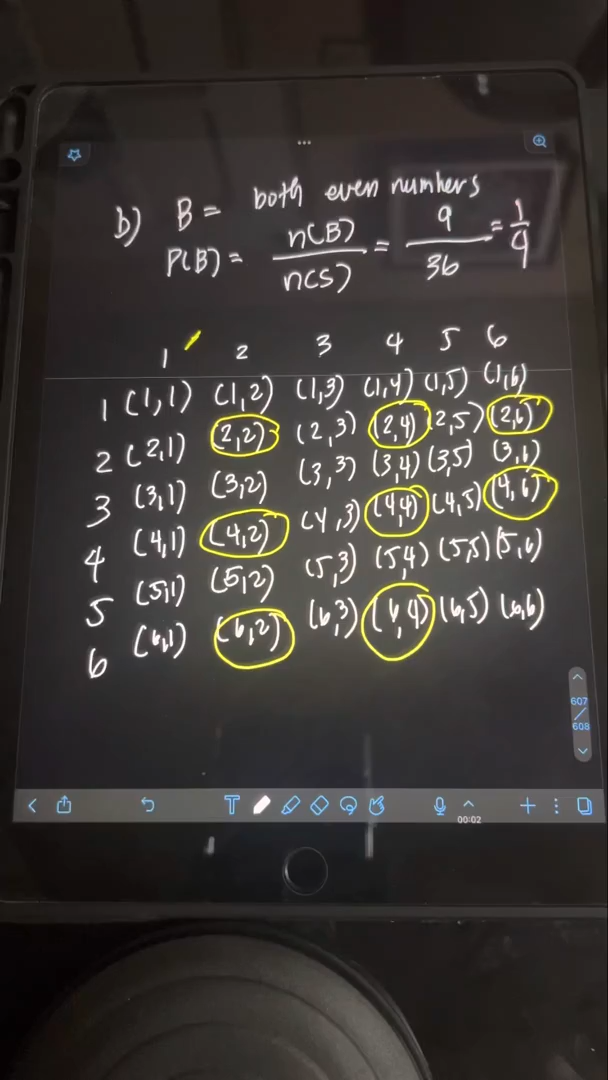 b) B = both even numbers
P(B) = n(B) / n(S) = 9 / 36 = 1 / 4
1 2 3 4 5 6
1 (1,1) (1,2) (1,3) (1,4) (1,5) (1,6)
2 (2,1) (2,2) (2,3) (2,4) (2,5) (2,6)
3 (3,1) (3,2) (3,3) (3,4) (3,5) (3,6)
4 (4,1) (4,2) (4,3) (4,4) (4,5) (4,6)
5 (5,1) (5,2) (5,3) (5,4) (5,5) (5,6)
6 (6,1) (6,2) (6,3) (6,4) (6,5) (6,6)
607
/
608
T
00:02